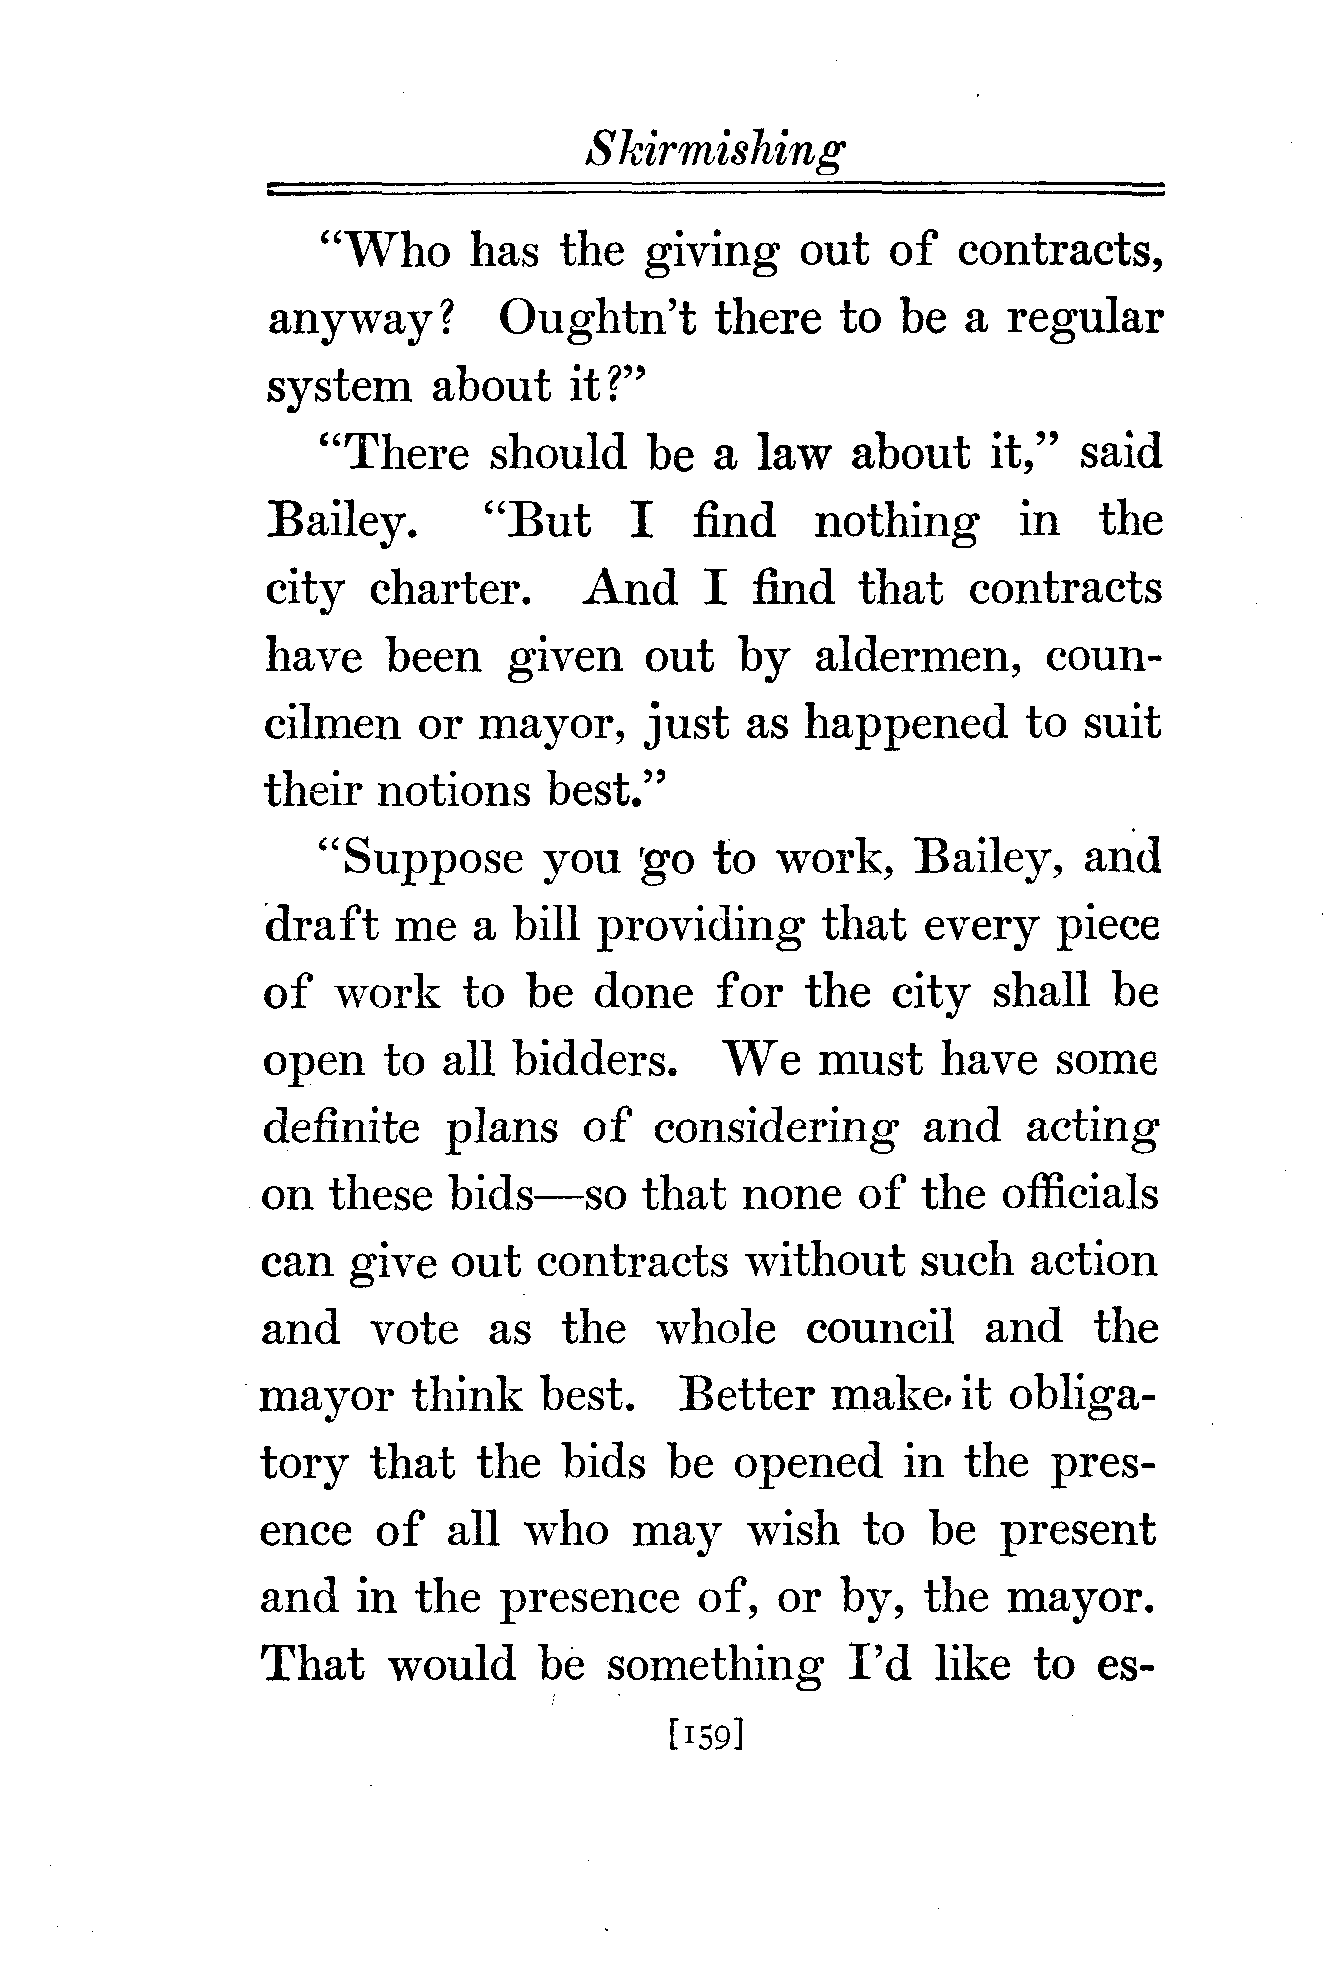 Skirmishing
“Who has the giving out of contracts,
anyway? Oughtn’t there to be a regular
system about it?”
“There should be a law about it,” said
Bailey. “But I find nothing in the
city charter. And I find that contracts
have been given out by aldermen, coun-
cilmen or mayor, just as happened to suit
their notions best.”
“Suppose you go to work, Bailey, and
draft me a bill providing that every piece
of work to be done for the city shall be
open to all bidders. We must have some
definite plans of considering and acting
on these bids—so that none of the officials
can give out contracts without such action
and vote as the whole council and the
mayor think best. Better make it obliga-
tory that the bids be opened in the pres-
ence of all who may wish to be present
and in the presence of, or by, the mayor.
That would be something I’d like to es-
[159]